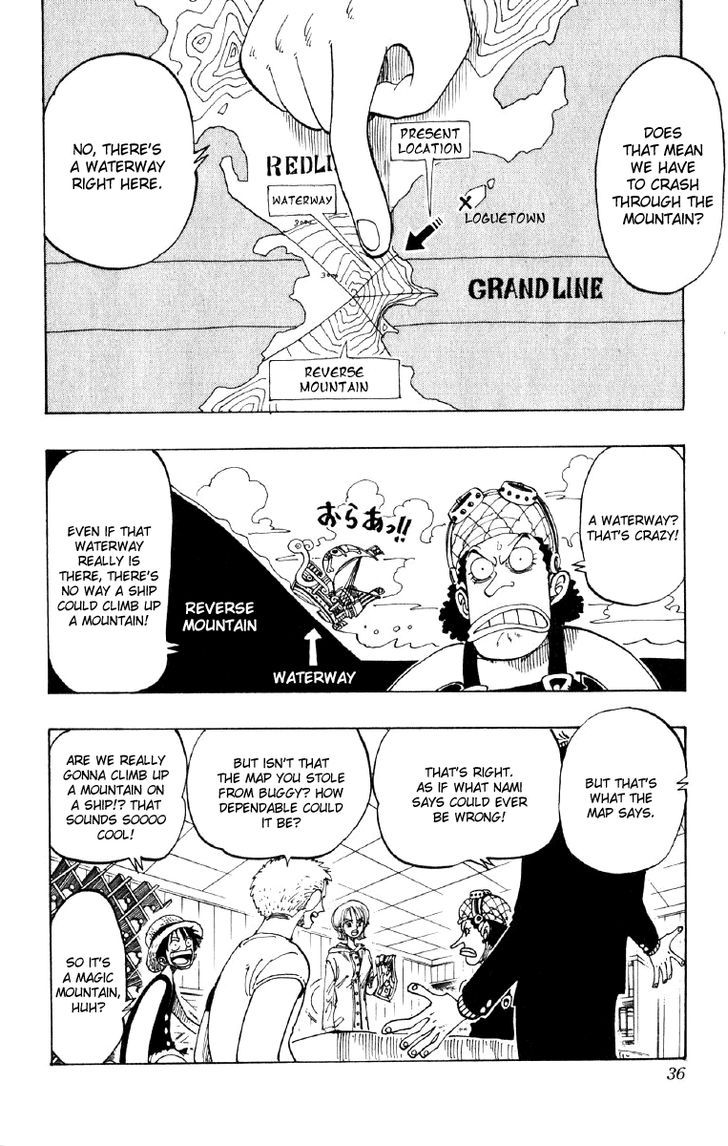 DOES
THAT MEAN
WE HAVE
TO CRASH
THROUGH THE
MOUNTAIN?
NO, THERE'S
A WATERWAY
RIGHT HERE.
PRESENT
LOCATION
REDLI
WATERWAY
LOGUETOWN
GRAND LINE
REVERSE
MOUNTAIN
A WATERWAY?
THAT'S CRAZY!
おらあっ!!
EVEN IF THAT
WATERWAY
REALLY IS
THERE, THERE'S
NO WAY A SHIP
COULD CLIMB UP
A MOUNTAIN!
REVERSE
MOUNTAIN
WATERWAY
BUT THAT'S
WHAT THE
MAP SAYS.
THAT'S RIGHT.
AS IF WHAT NAMI
SAYS COULD EVER
BE WRONG!
BUT ISN'T THAT
THE MAP YOU STOLE
FROM BUGGY? HOW
DEPENDABLE COULD
IT BE?
ARE WE REALLY
GONNA CLIMB UP
A MOUNTAIN ON
A SHIP!? THAT
SOUNDS SOOOO
COOL!
SO IT'S
A MAGIC
MOUNTAIN,
HUH?
36